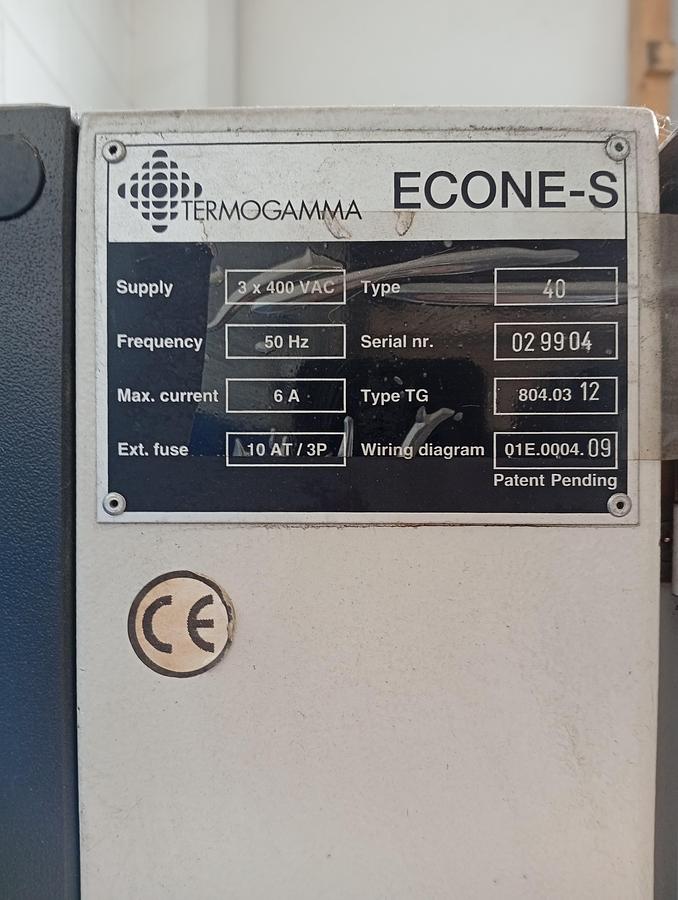 TERMOGAMMA ECONE-S
Supply 3 x 400 VAC Type 40
Frequency 50 Hz Serial nr. 02 99 04
Max. current 6 A Type TG 804.03 12
Ext. fuse 10 AT / 3P Wiring diagram 01E.0004. 09
Patent Pending
CE